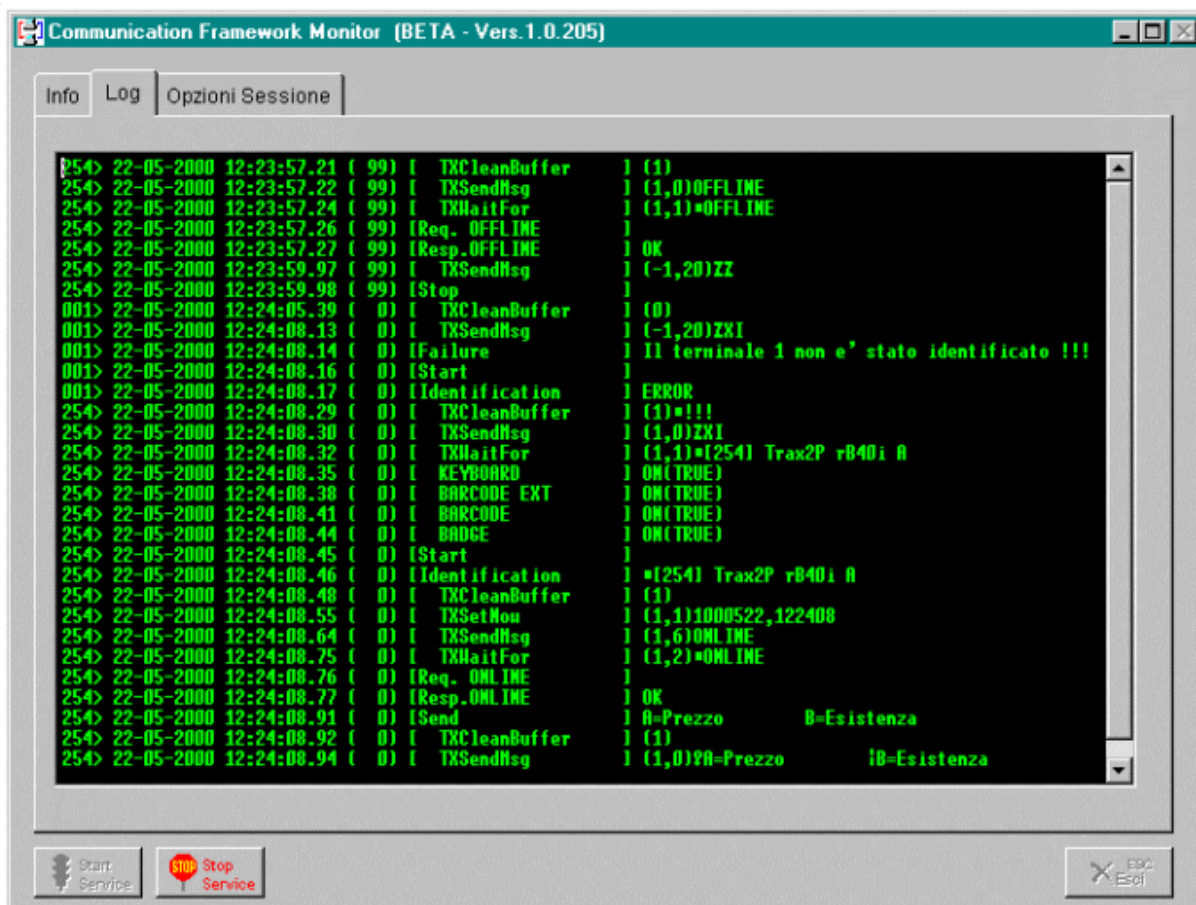 Communication Framework Monitor (BETA - Vers.1.0.205)
Info Log Opzioni Sessione
254> 22-05-2000 12:23:57.21 ( 99) [ TXCleanBuffer ] (1)
254> 22-05-2000 12:23:57.22 ( 99) [ TXSendMsg ] (1,0)OFFLINE
254> 22-05-2000 12:23:57.24 ( 99) [ TXWaitFor ] (1,1)*OFFLINE
254> 22-05-2000 12:23:57.26 ( 99) [Req. OFFLINE ]
254> 22-05-2000 12:23:57.27 ( 99) [Resp.OFFLINE ] OK
254> 22-05-2000 12:23:59.97 ( 99) [ TXSendMsg ] (-1,20)ZZ
254> 22-05-2000 12:23:59.98 ( 99) [Stop ]
001> 22-05-2000 12:24:05.39 ( 0) [ TXCleanBuffer ] (0)
001> 22-05-2000 12:24:08.13 ( 0) [ TXSendMsg ] (-1,20)ZXI
001> 22-05-2000 12:24:08.14 ( 0) [Failure ] Il terminale 1 non e' stato identificato !!!
001> 22-05-2000 12:24:08.16 ( 0) [Start ]
001> 22-05-2000 12:24:08.17 ( 0) [Identification ] ERROR
254> 22-05-2000 12:24:08.29 ( 0) [ TXCleanBuffer ] (1)*!!!
254> 22-05-2000 12:24:08.30 ( 0) [ TXSendMsg ] (1,0)ZXI
254> 22-05-2000 12:24:08.32 ( 0) [ TXWaitFor ] (1,1)*[254] Trax2P rB40i A
254> 22-05-2000 12:24:08.35 ( 0) [ KEYBOARD ] ON(TRUE)
254> 22-05-2000 12:24:08.38 ( 0) [ BARCODE EXT ] ON(TRUE)
254> 22-05-2000 12:24:08.41 ( 0) [ BARCODE ] ON(TRUE)
254> 22-05-2000 12:24:08.44 ( 0) [ BADGE ] ON(TRUE)
254> 22-05-2000 12:24:08.45 ( 0) [Start ]
254> 22-05-2000 12:24:08.46 ( 0) [Identification ] *[254] Trax2P rB40i A
254> 22-05-2000 12:24:08.48 ( 0) [ TXCleanBuffer ] (1)
254> 22-05-2000 12:24:08.55 ( 0) [ TXSetNow ] (1,1)1000522,122408
254> 22-05-2000 12:24:08.64 ( 0) [ TXSendMsg ] (1,6)ONLINE
254> 22-05-2000 12:24:08.75 ( 0) [ TXWaitFor ] (1,2)*ONLINE
254> 22-05-2000 12:24:08.76 ( 0) [Req. ONLINE ]
254> 22-05-2000 12:24:08.77 ( 0) [Resp.ONLINE ] OK
254> 22-05-2000 12:24:08.91 ( 0) [Send ] A=Prezzo B=Esistenza
254> 22-05-2000 12:24:08.92 ( 0) [ TXCleanBuffer ] (1)
254> 22-05-2000 12:24:08.94 ( 0) [ TXSendMsg ] (1,0)?A=Prezzo ¦B=Esistenza
Start Service
STOP Stop Service
ESC Esci